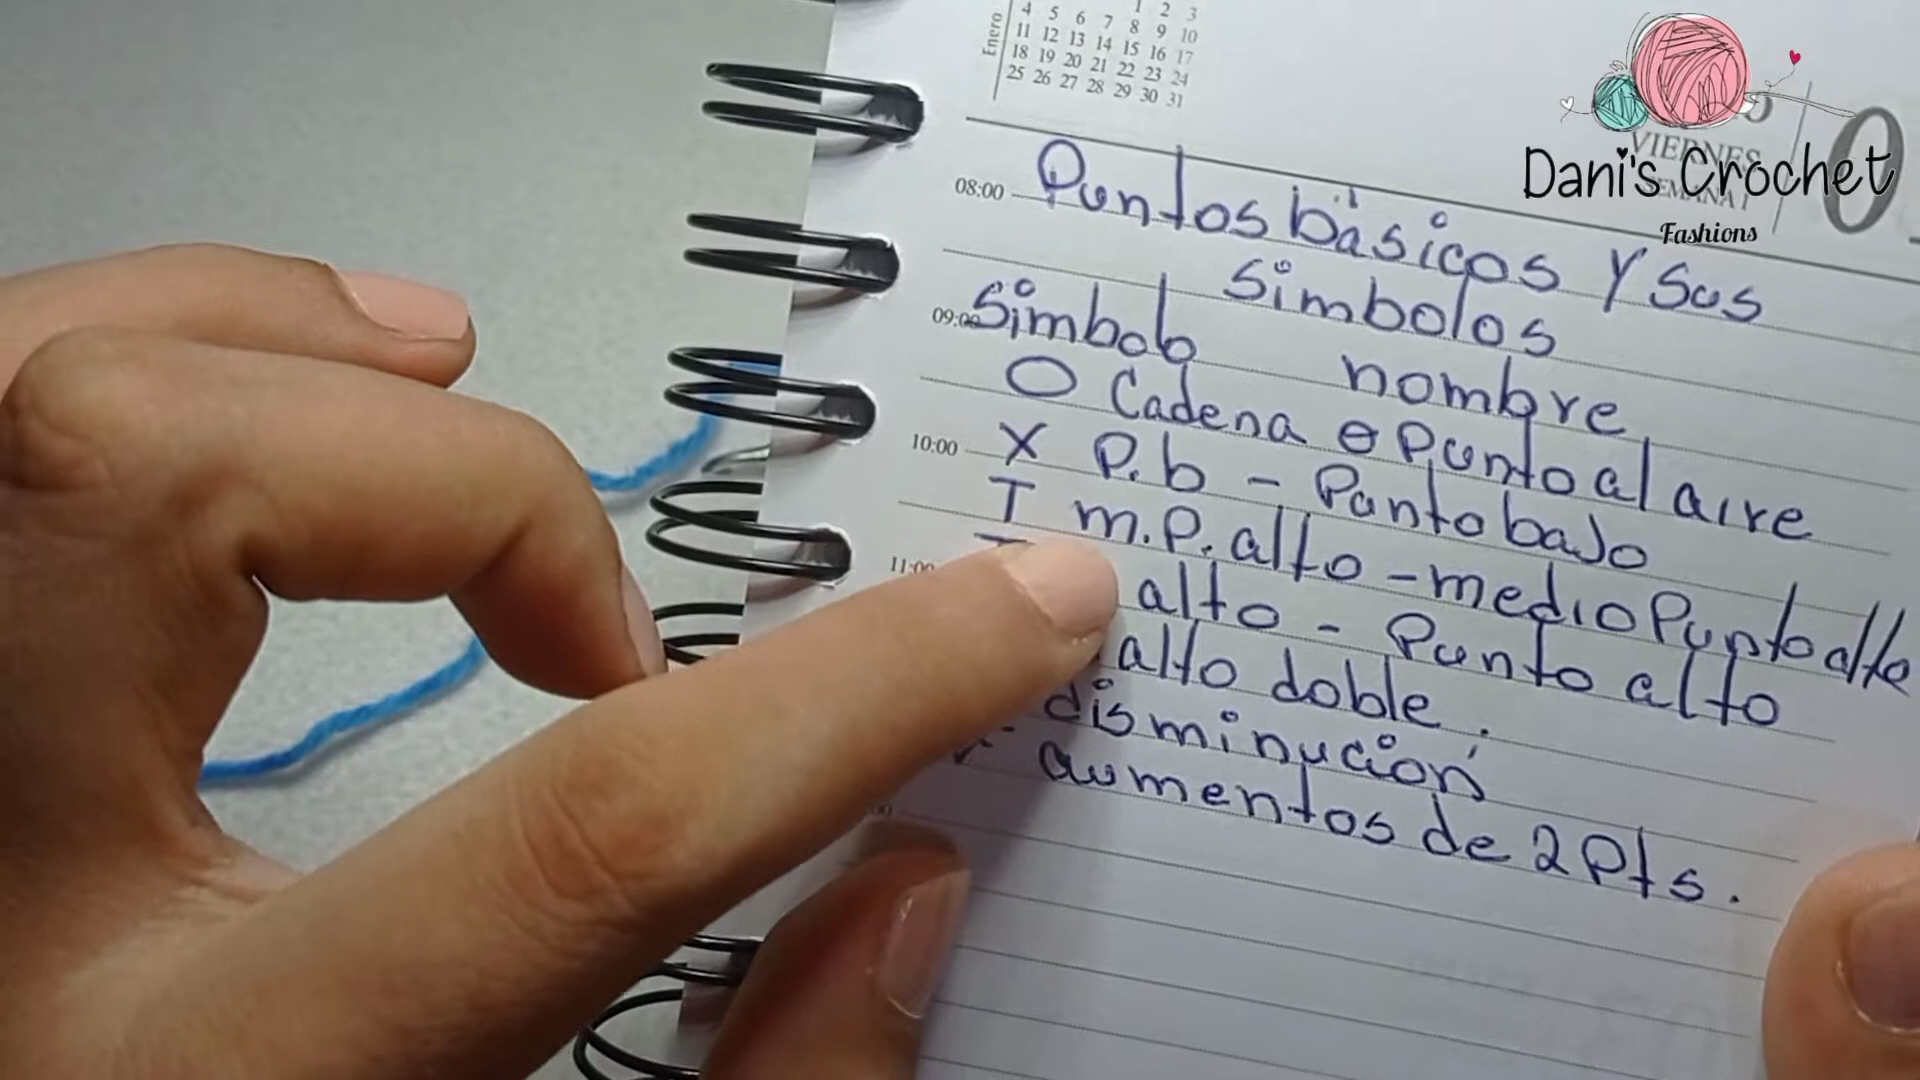 Enero
1 2 3
4 5 6 7 8 9 10
11 12 13 14 15 16 17
18 19 20 21 22 23 24
25 26 27 28 29 30 31
VIERNES
Dani's Crochet
Fashions
08:00
Puntos básicos Y Sus
Simbolos
09:00
Simbolo nombre
O Cadena o Punto al aire
10:00
X P.b - Punto bajo
T m.P. alto - medio Punto alto
11:00
alto - Punto alto
alto doble.
disminución
aumentos de 2 Pts.